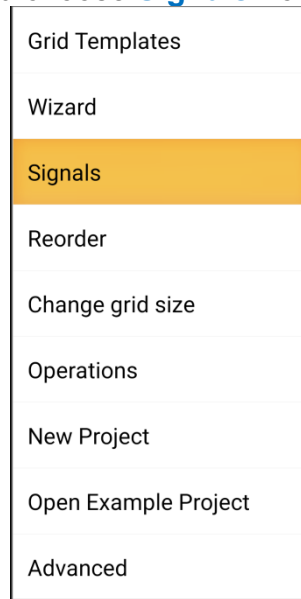 Grid Templates
Wizard
Signals
Reorder
Change grid size
Operations
New Project
Open Example Project
Advanced